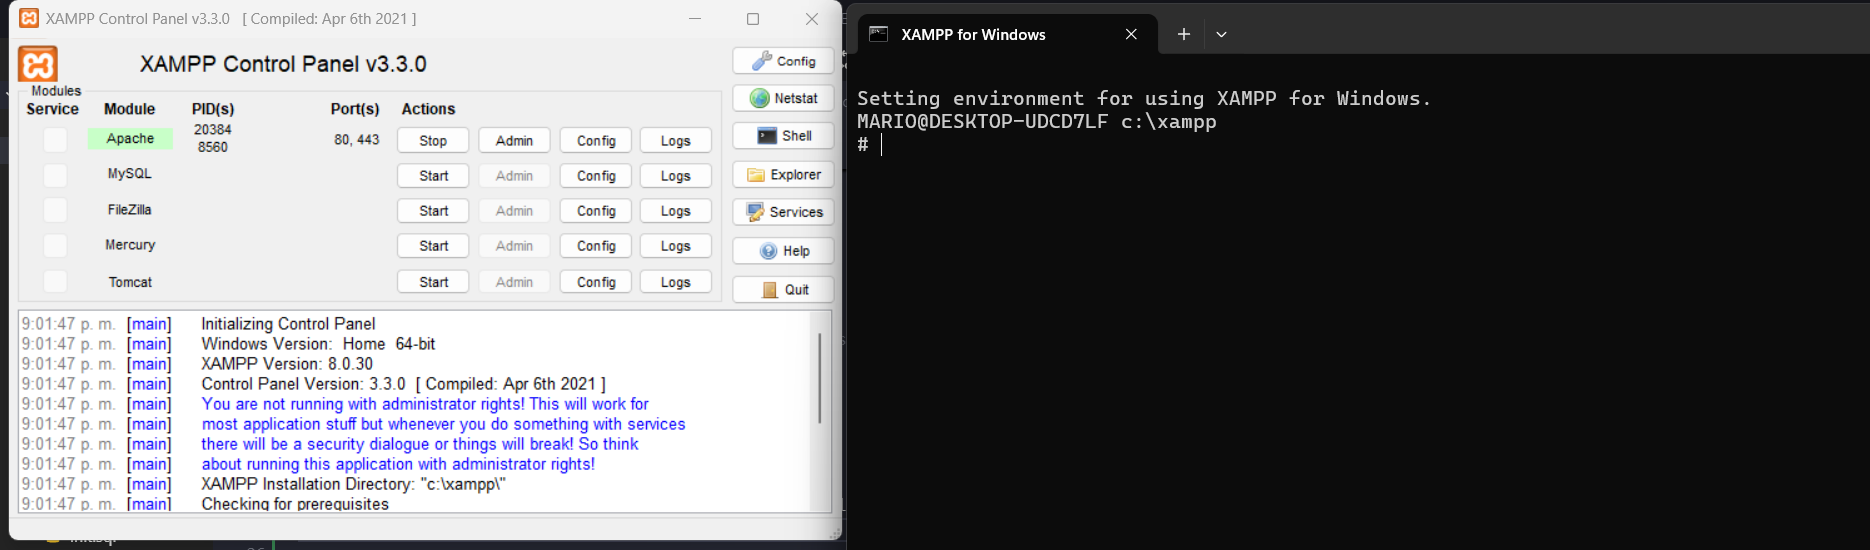 XAMPP Control Panel v3.3.0 [ Compiled: Apr 6th 2021 ]
XAMPP Control Panel v3.3.0
Modules
Service Module PID(s) Port(s) Actions
Apache 20384 8560 80, 443 Stop Admin Config Logs
MySQL Start Admin Config Logs
FileZilla Start Admin Config Logs
Mercury Start Admin Config Logs
Tomcat Start Admin Config Logs
Config
Netstat
Shell
Explorer
Services
Help
Quit
9:01:47 p. m. [main] Initializing Control Panel
9:01:47 p. m. [main] Windows Version: Home 64-bit
9:01:47 p. m. [main] XAMPP Version: 8.0.30
9:01:47 p. m. [main] Control Panel Version: 3.3.0 [ Compiled: Apr 6th 2021 ]
9:01:47 p. m. [main] You are not running with administrator rights! This will work for
9:01:47 p. m. [main] most application stuff but whenever you do something with services
9:01:47 p. m. [main] there will be a security dialogue or things will break! So think
9:01:47 p. m. [main] about running this application with administrator rights!
9:01:47 p. m. [main] XAMPP Installation Directory: "c:\xampp\"
9:01:47 p. m. [main] Checking for prerequisites
XAMPP for Windows
Setting environment for using XAMPP for Windows.
MARIO@DESKTOP-UDCD7LF c:\xampp
#